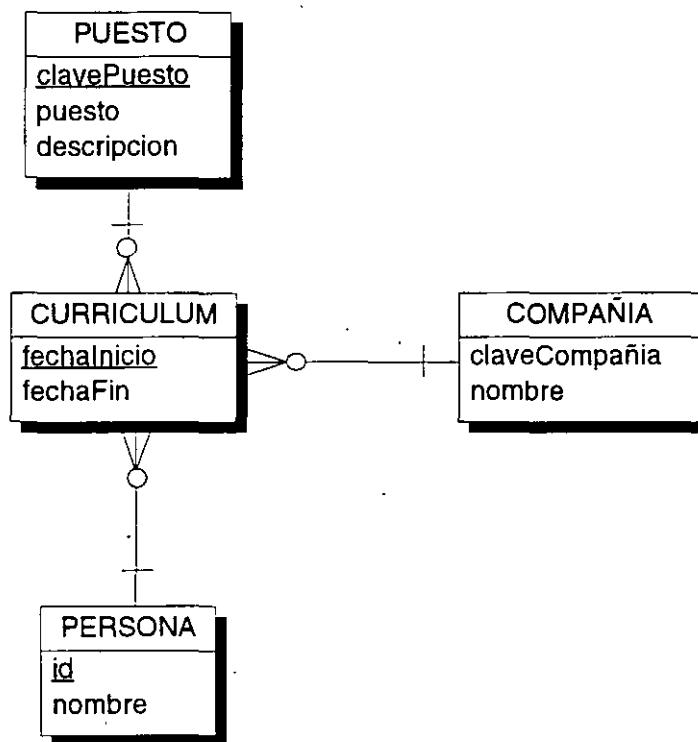 PUESTO
clavePuesto
puesto
descripcion
CURRICULUM
fechaInicio
fechaFin
COMPAÑIA
claveCompañia
nombre
PERSONA
id
nombre